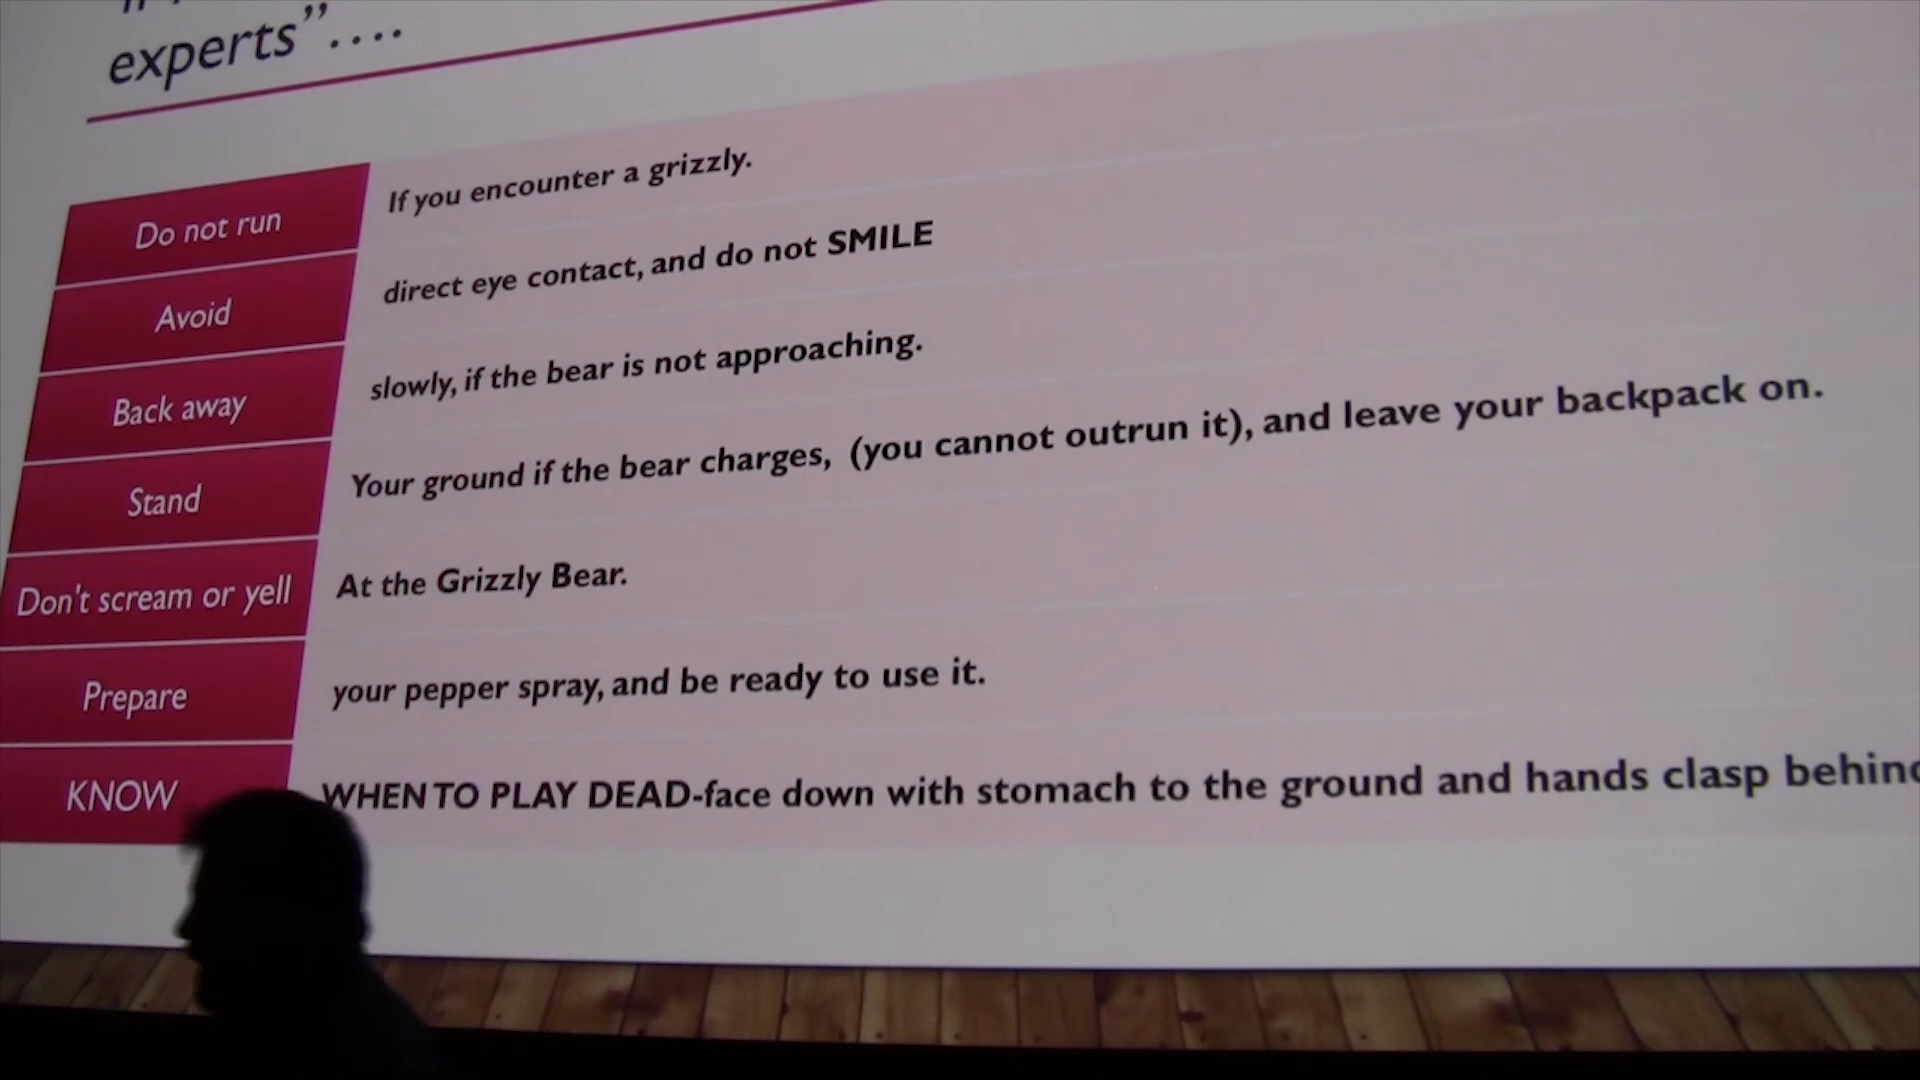 experts”....
Do not run If you encounter a grizzly.
Avoid direct eye contact, and do not SMILE
Back away slowly, if the bear is not approaching.
Stand Your ground if the bear charges, (you cannot outrun it), and leave your backpack on.
Don't scream or yell At the Grizzly Bear.
Prepare your pepper spray, and be ready to use it.
KNOW WHEN TO PLAY DEAD-face down with stomach to the ground and hands clasp behind